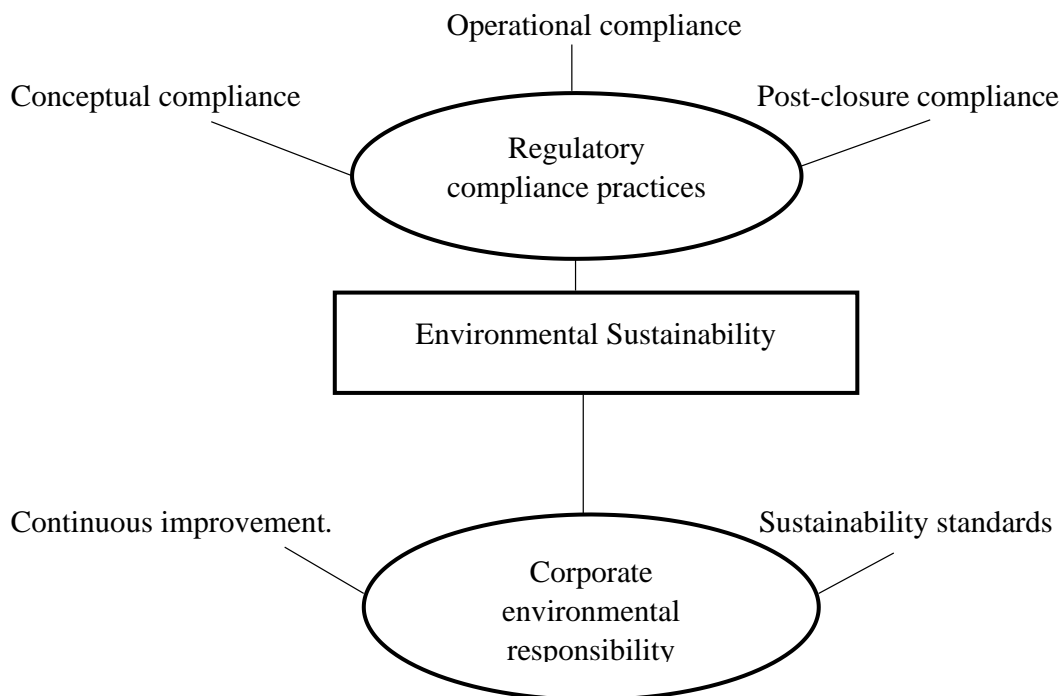 Operational compliance
Conceptual compliance
Post-closure compliance
Regulatory
compliance practices
Environmental Sustainability
Continuous improvement.
Sustainability standards
Corporate
environmental
responsibility